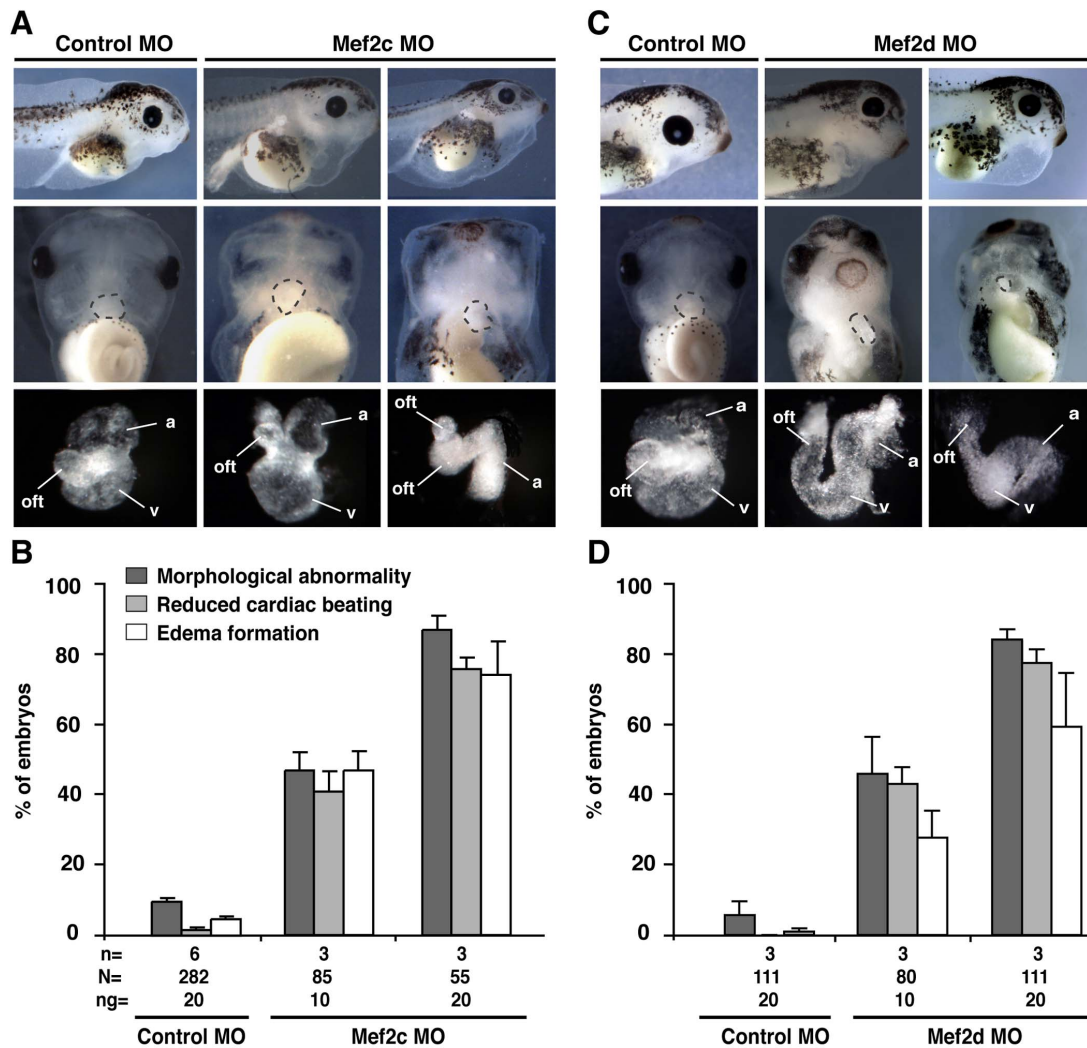 A
Control MO
Mef2c MO
oft
a
v
oft
a
v
oft
oft
a
C
Control MO
Mef2d MO
a
oft
v
oft
a
v
oft
a
v
B
Morphological abnormality
Reduced cardiac beating
Edema formation
% of embryos
100
80
60
40
20
0
n= 6 3 3
N= 282 85 55
ng= 20 10 20
Control MO Mef2c MO
D
% of embryos
100
80
60
40
20
0
3 3 3
111 80 111
20 10 20
Control MO Mef2d MO